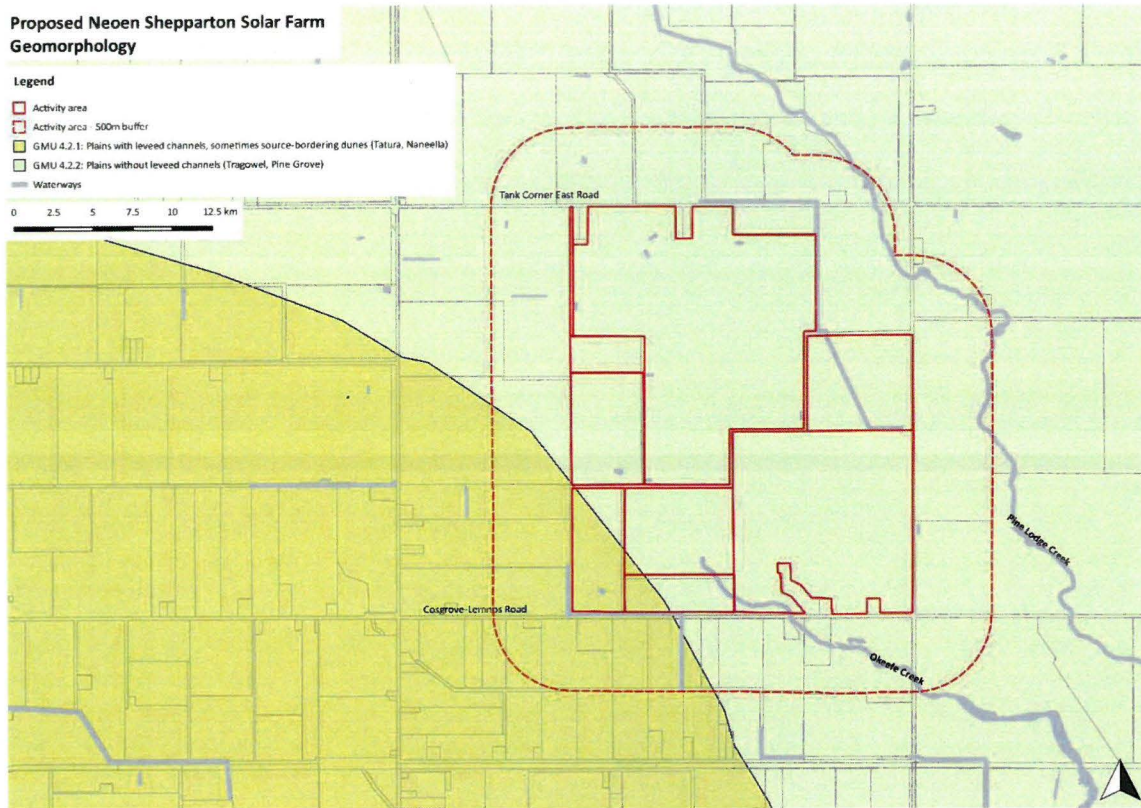 Proposed Neoen Shepparton Solar Farm
Geomorphology
Legend
Activity area
Activity area - 500m buffer
GMU 4.2.1: Plains with leveed channels, sometimes source-bordering dunes (Tatura, Naneella)
GMU 4.2.2: Plains without leveed channels (Tragowel, Pine Grove)
Waterways
0 2.5 5 7.5 10 12.5 km
Tank Corner East Road
Pine Lodge Creek
Cosgrove-Lemnos Road
Okeefe Creek